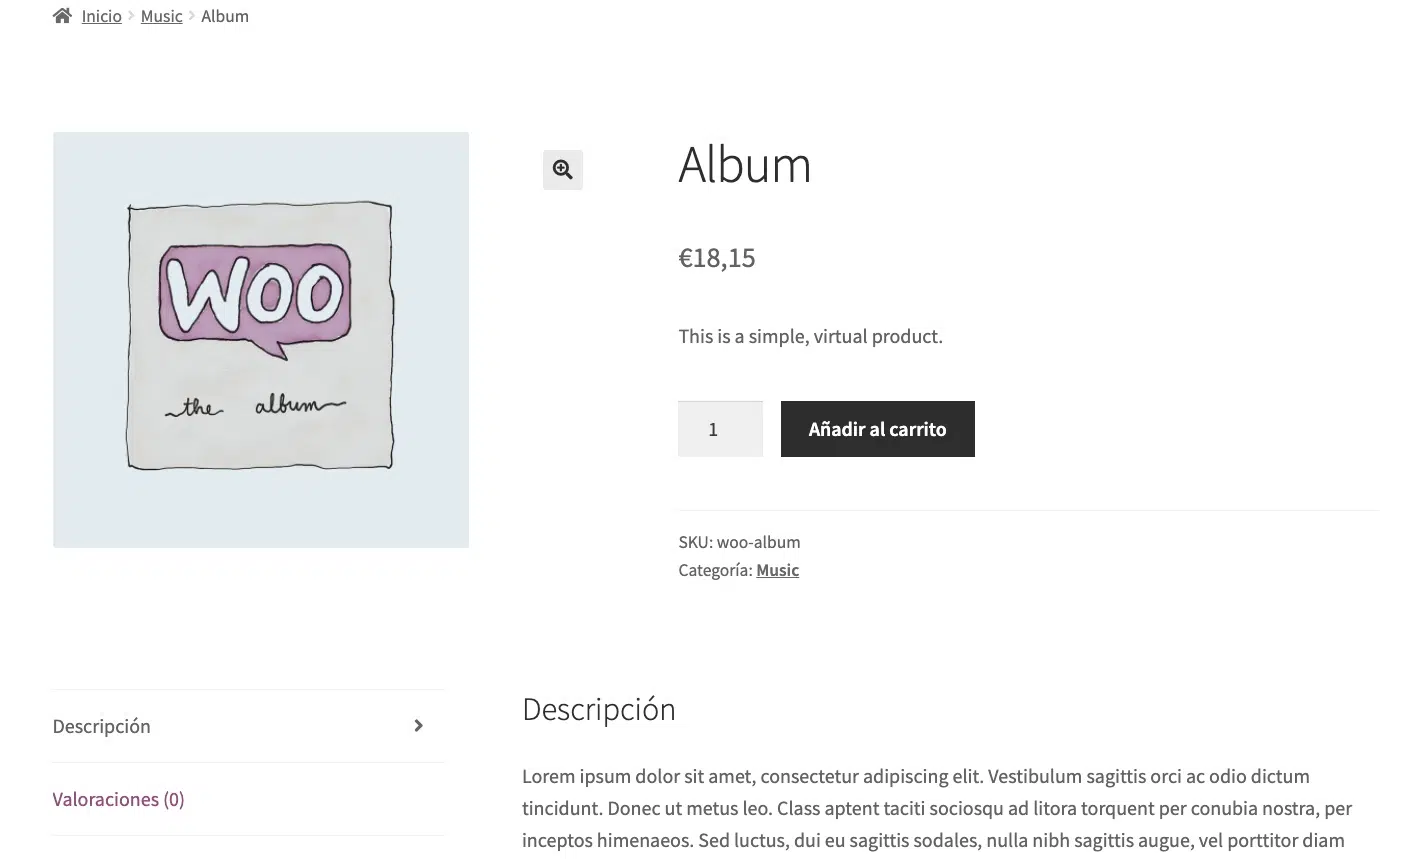 Inicio > Music > Album
Woo
the album
Album
€18,15
This is a simple, virtual product.
1 Añadir al carrito
SKU: woo-album
Categoría: Music
Descripción
Valoraciones (0)
Descripción
Lorem ipsum dolor sit amet, consectetur adipiscing elit. Vestibulum sagittis orci ac odio dictum
tincidunt. Donec ut metus leo. Class aptent taciti sociosqu ad litora torquent per conubia nostra, per
inceptos himenaeos. Sed luctus, dui eu sagittis sodales, nulla nibh sagittis augue, vel porttitor diam